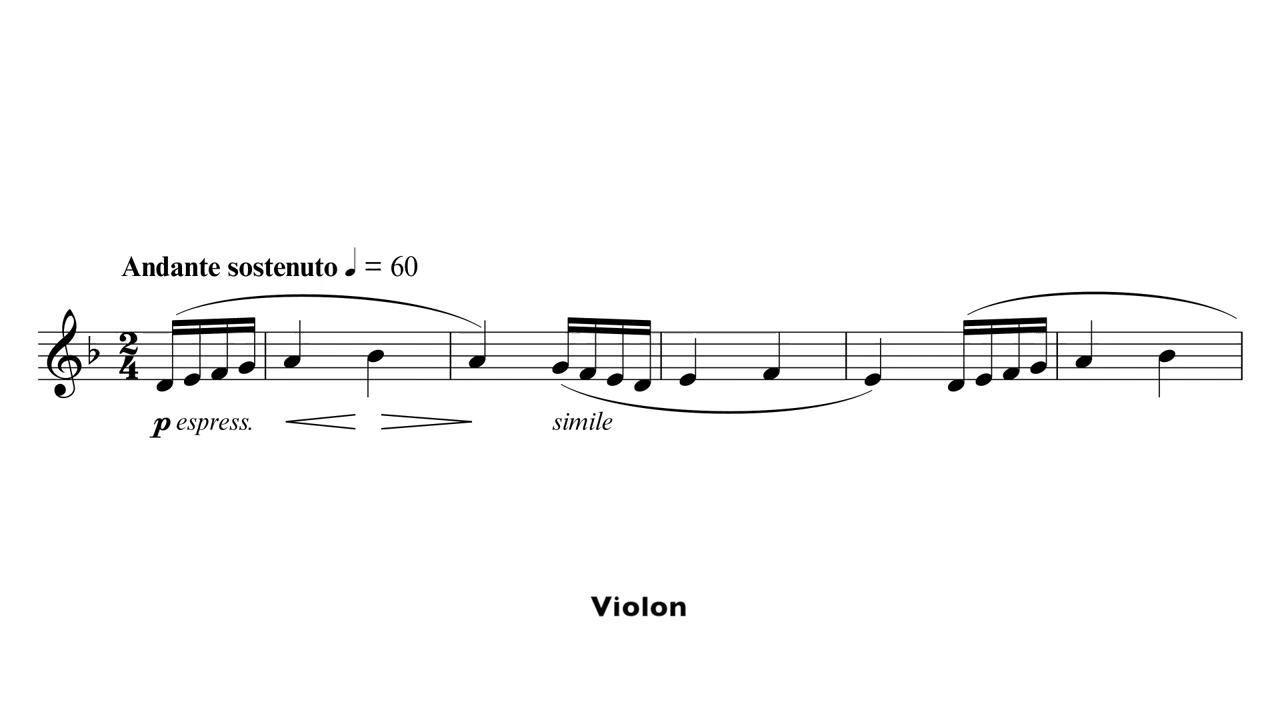 Andante sostenuto ♩ = 60
2
4
p espress.
simile
Violon